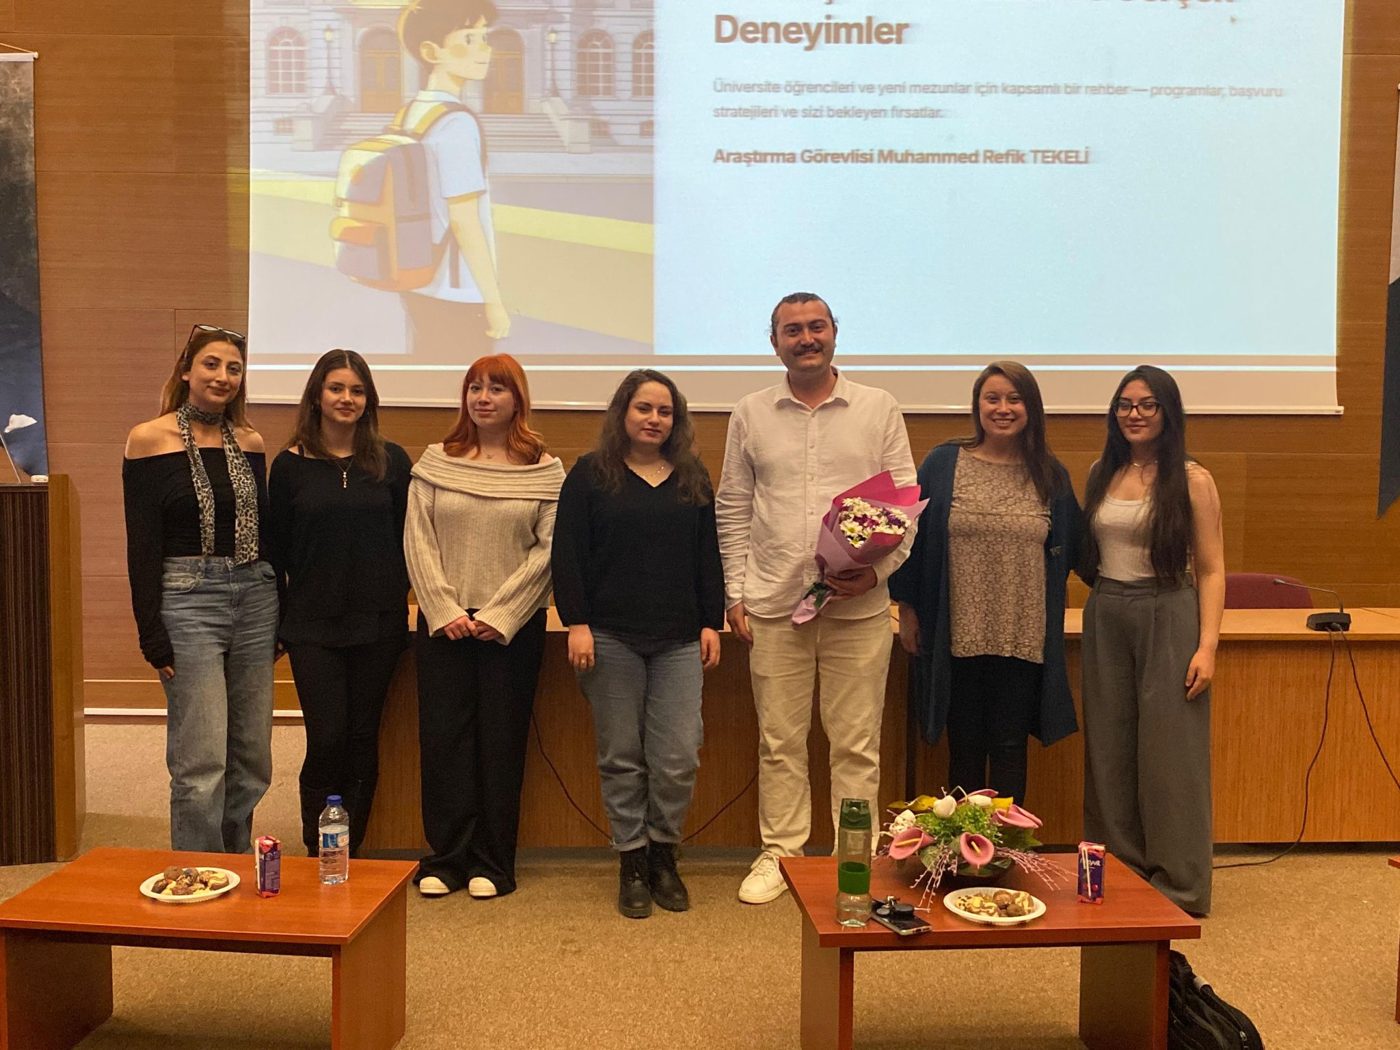 Deneyimler
Üniversite öğrencileri ve yeni mezunlar için kapsamlı bir rehber — programlar, başvuru
stratejileri ve sizi bekleyen fırsatlar.
Araştırma Görevlisi Muhammed Refik TEKELİ